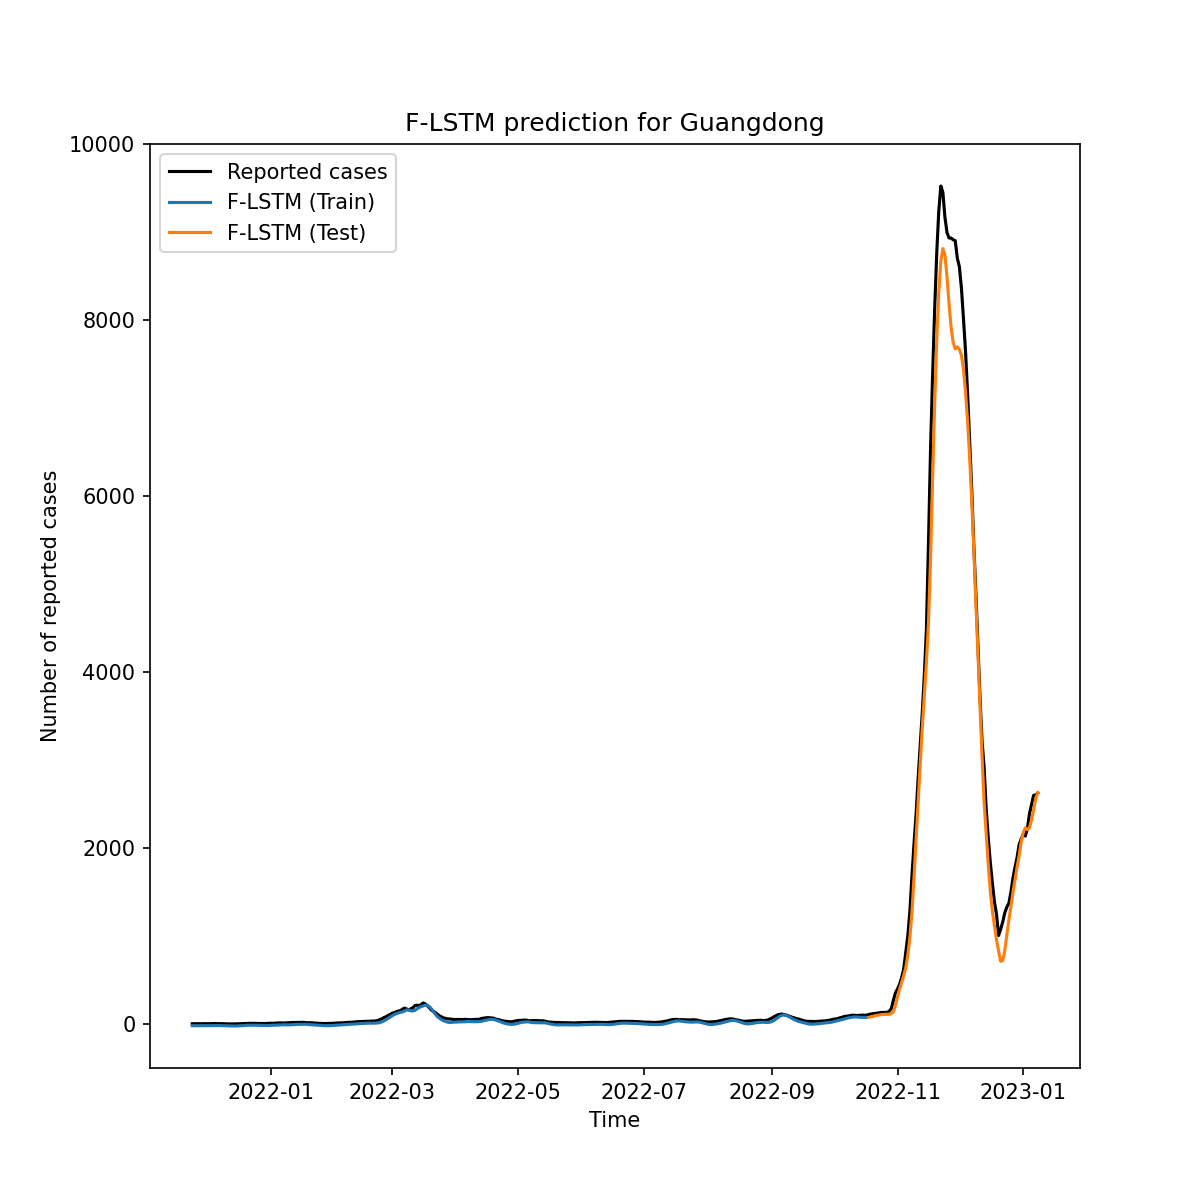 F-LSTM prediction for Guangdong
Reported cases
F-LSTM (Train)
F-LSTM (Test)
Number of reported cases
10000
8000
6000
4000
2000
0
2022-01 2022-03 2022-05 2022-07 2022-09 2022-11 2023-01
Time